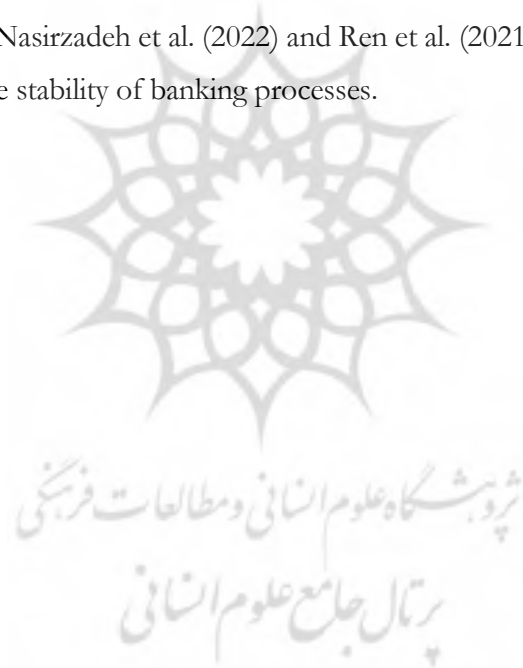 Nasirzadeh et al. (2022) and Ren et al. (2021
e stability of banking processes.
پژوهشگاه علوم انسانی و مطالعات فرهنگی
پرتال جامع علوم انسانی